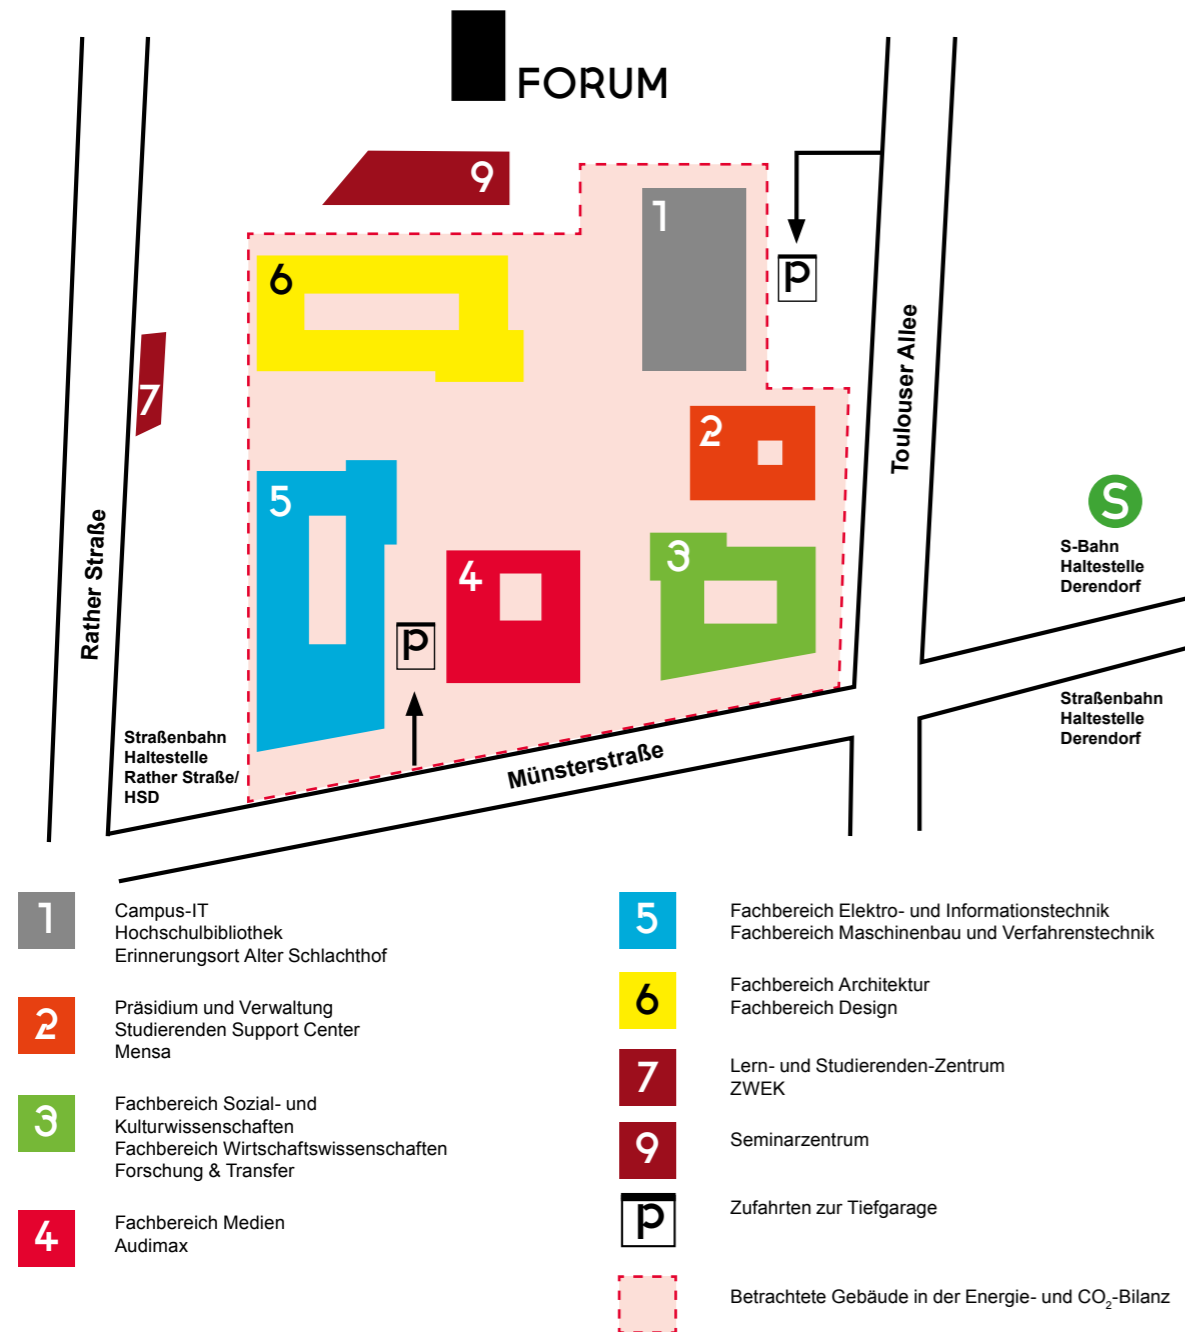 FORUM
9
1
P
6
Toulouser Allee
7
2
5
S
Rather Straße
3
S-Bahn
Haltestelle
Derendorf
4
P
Straßenbahn
Haltestelle
Derendorf
Straßenbahn
Haltestelle
Rather Straße/
HSD
Münsterstraße
1
Campus-IT
Hochschulbibliothek
Erinnerungsort Alter Schlachthof
2
Präsidium und Verwaltung
Studierenden Support Center
Mensa
3
Fachbereich Sozial- und
Kulturwissenschaften
Fachbereich Wirtschaftswissenschaften
Forschung & Transfer
4
Fachbereich Medien
Audimax
5
Fachbereich Elektro- und Informationstechnik
Fachbereich Maschinenbau und Verfahrenstechnik
6
Fachbereich Architektur
Fachbereich Design
7
Lern- und Studierenden-Zentrum
ZWEK
9
Seminarzentrum
P
Zufahrten zur Tiefgarage
Betrachtete Gebäude in der Energie- und CO₂-Bilanz